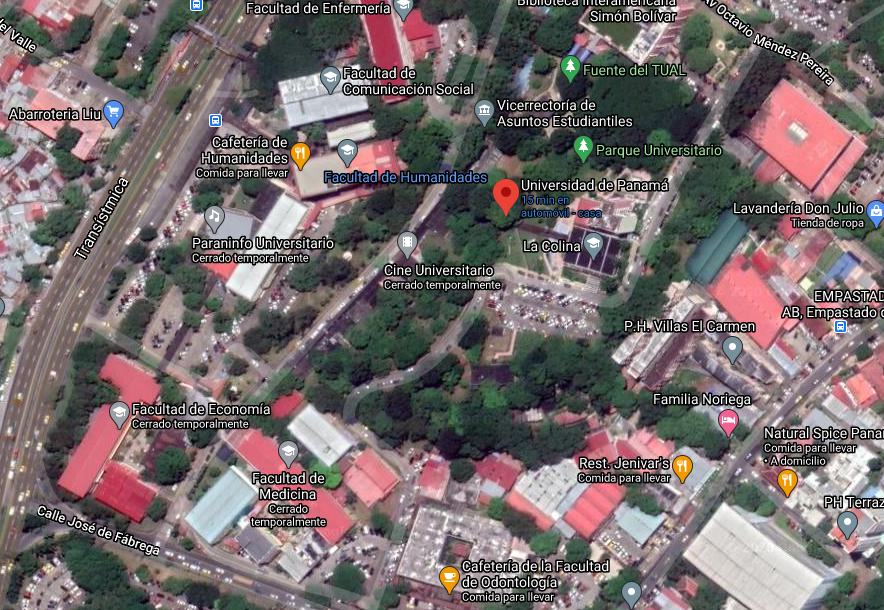 Facultad de Enfermería
Biblioteca Interamericana
Simón Bolívar
Av Octavio Méndez Pereira
del Valle
Facultad de
Comunicación Social
Fuente del TUAL
Abarroteria Liu
Vicerrectoría de
Asuntos Estudiantiles
Cafetería de
Humanidades
Comida para llevar
Parque Universitario
Facultad de Humanidades
Universidad de Panamá
15 min en
automóvil - casa
Lavandería Don Julio
Tienda de ropa
Transístmica
Paraninfo Universitario
Cerrado temporalmente
La Colina
Cine Universitario
Cerrado temporalmente
EMPASTAD
AB, Empastado d
P.H. Villas El Carmen
Familia Noriega
Facultad de Economía
Cerrado temporalmente
Natural Spice Panam
Comida para llevar
• A domicilio
Rest. Jenivar's
Comida para llevar
Facultad de
Medicina
Cerrado
temporalmente
PH Terraz
Calle José de Fábrega
Cafetería de la Facultad
de Odontología
Comida para llevar